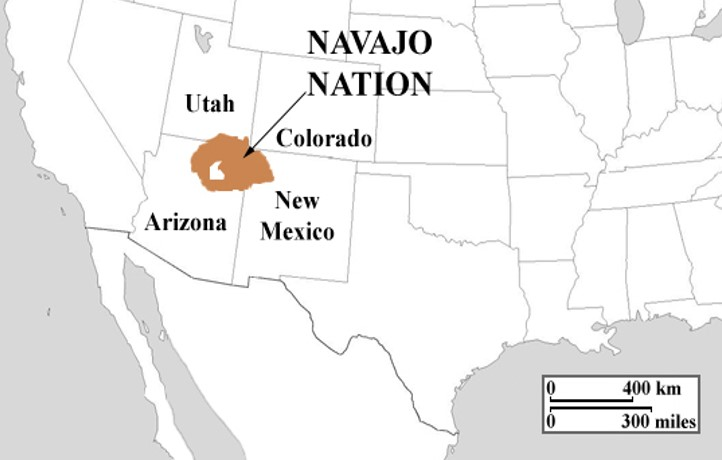 NAVAJO
NATION
Utah
Colorado
New
Mexico
Arizona
0 400 km
0 300 miles